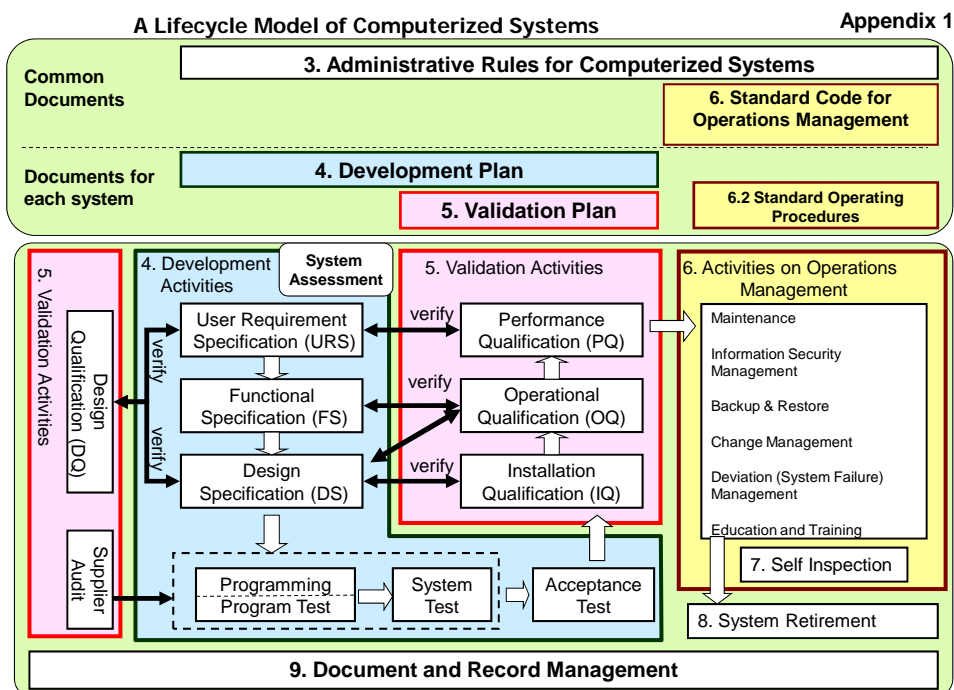 A Lifecycle Model of Computerized Systems
Appendix 1
Common
Documents
3. Administrative Rules for Computerized Systems
6. Standard Code for
Operations Management
Documents for
each system
4. Development Plan
5. Validation Plan
6.2 Standard Operating
Procedures
5. Validation Activities
Design
Qualification (DQ)
Supplier
Audit
verify
verify
4. Development
Activities
System
Assessment
User Requirement
Specification (URS)
Functional
Specification (FS)
Design
Specification (DS)
Programming
Program Test
System
Test
Acceptance
Test
5. Validation Activities
verify
Performance
Qualification (PQ)
verify
Operational
Qualification (OQ)
verify
Installation
Qualification (IQ)
6. Activities on Operations
Management
Maintenance
Information Security
Management
Backup & Restore
Change Management
Deviation (System Failure)
Management
Education and Training
7. Self Inspection
8. System Retirement
9. Document and Record Management